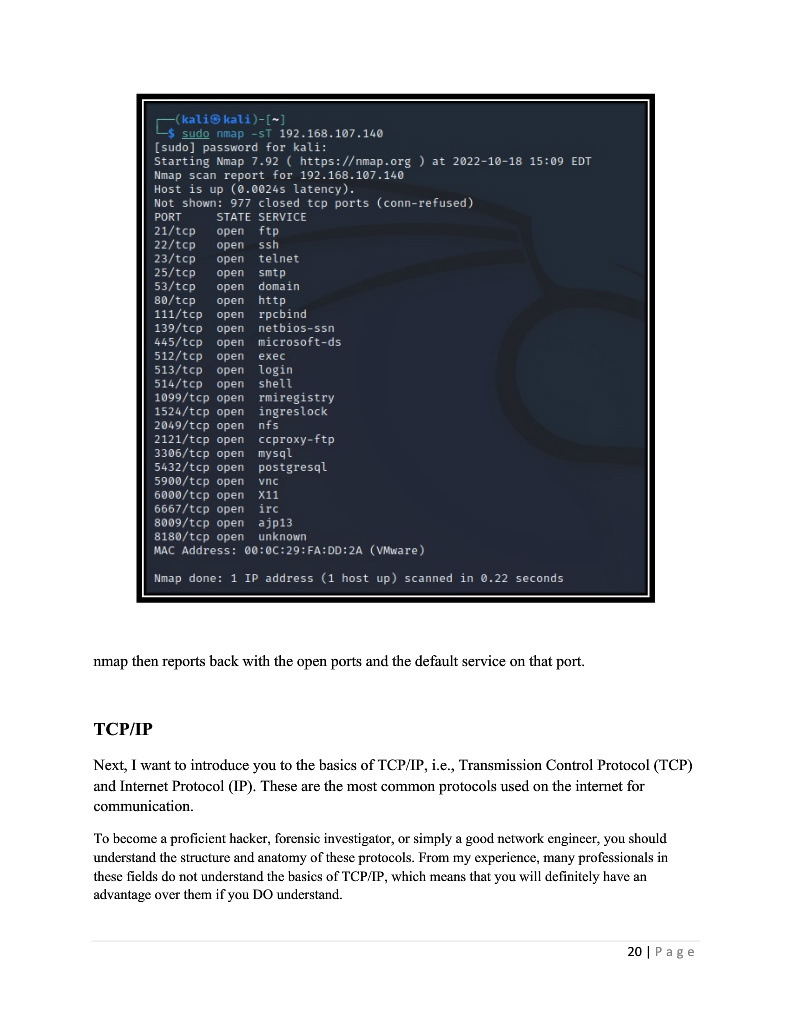 (kali㉿kali)-[~]
$ sudo nmap -sT 192.168.107.140
[sudo] password for kali:
Starting Nmap 7.92 ( https://nmap.org ) at 2022-10-18 15:09 EDT
Nmap scan report for 192.168.107.140
Host is up (0.0024s latency).
Not shown: 977 closed tcp ports (conn-refused)
PORT     STATE SERVICE
21/tcp   open  ftp
22/tcp   open  ssh
23/tcp   open  telnet
25/tcp   open  smtp
53/tcp   open  domain
80/tcp   open  http
111/tcp  open  rpcbind
139/tcp  open  netbios-ssn
445/tcp  open  microsoft-ds
512/tcp  open  exec
513/tcp  open  login
514/tcp  open  shell
1099/tcp open  rmiregistry
1524/tcp open  ingreslock
2049/tcp open  nfs
2121/tcp open  ccproxy-ftp
3306/tcp open  mysql
5432/tcp open  postgresql
5900/tcp open  vnc
6000/tcp open  X11
6667/tcp open  irc
8009/tcp open  ajp13
8180/tcp open  unknown
MAC Address: 00:0C:29:FA:DD:2A (VMware)
Nmap done: 1 IP address (1 host up) scanned in 0.22 seconds
nmap then reports back with the open ports and the default service on that port.
TCP/IP
Next, I want to introduce you to the basics of TCP/IP, i.e., Transmission Control Protocol (TCP)
and Internet Protocol (IP). These are the most common protocols used on the internet for
communication.
To become a proficient hacker, forensic investigator, or simply a good network engineer, you should
understand the structure and anatomy of these protocols. From my experience, many professionals in
these fields do not understand the basics of TCP/IP, which means that you will definitely have an
advantage over them if you DO understand.
20 | P a g e